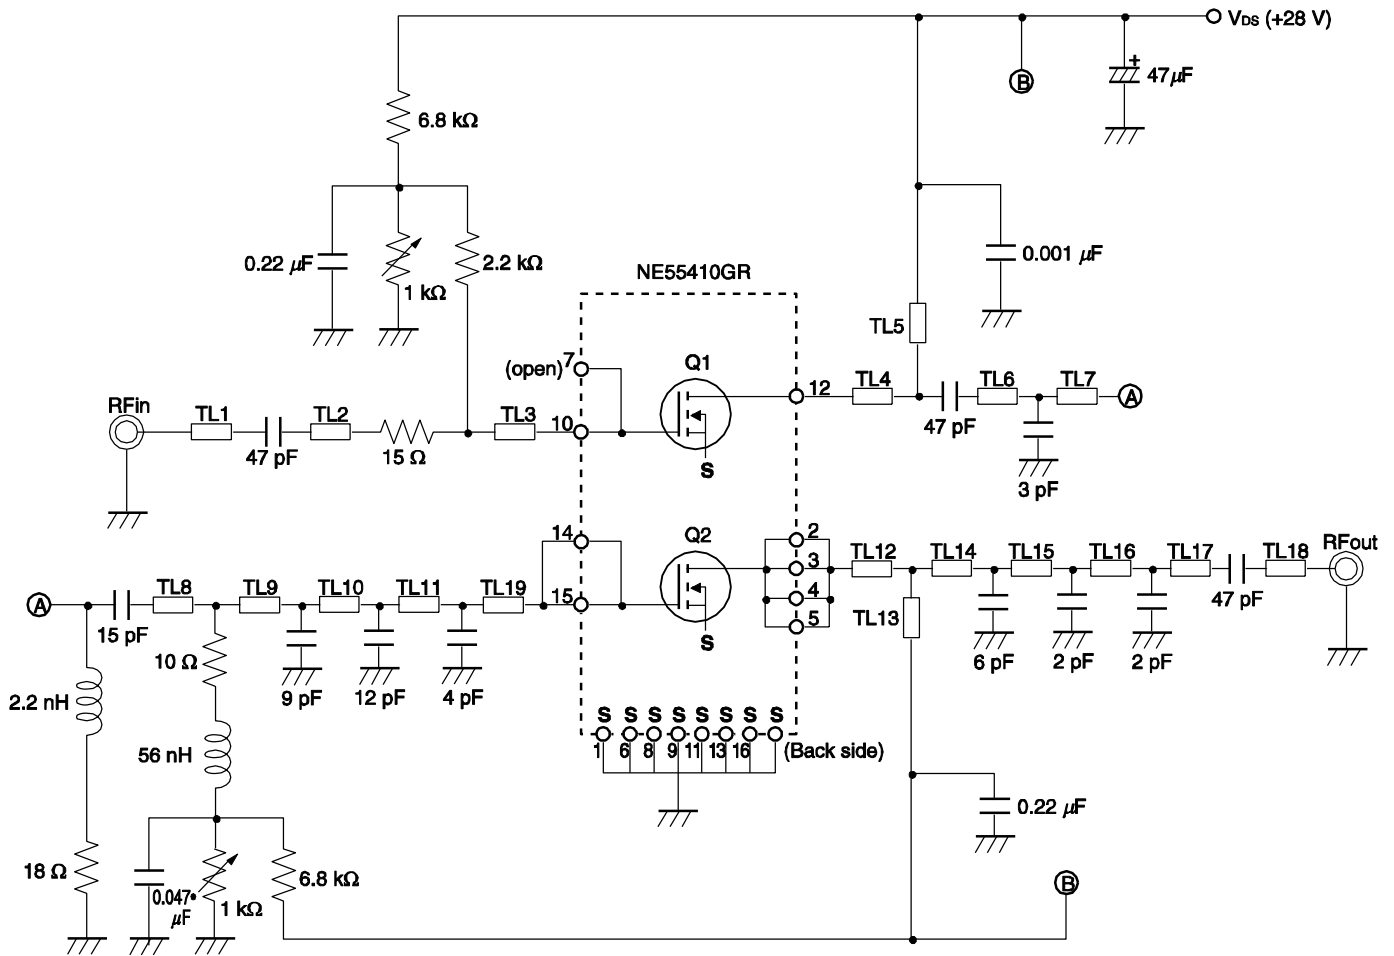 VDS (+28 V)
B
+
47 μF
6.8 kΩ
0.22 μF
1 kΩ
2.2 kΩ
0.001 μF
NE55410GR
TL5
(open)
7
Q1
12
TL4
TL6
TL7
A
RFin
TL1
TL2
TL3
10
47 pF
15 Ω
S
47 pF
3 pF
14
Q2
2
TL12
TL14
TL15
TL16
TL17
TL18
RFout
3
A
TL8
TL9
TL10
TL11
TL19
15
4
47 pF
15 pF
5
TL13
10 Ω
S
6 pF
2 pF
2 pF
9 pF
12 pF
4 pF
2.2 nH
S S S S S S S S
1 6 8 9 11 13 16 (Back side)
56 nH
0.22 μF
18 Ω
0.047
μF
1 kΩ
6.8 kΩ
B